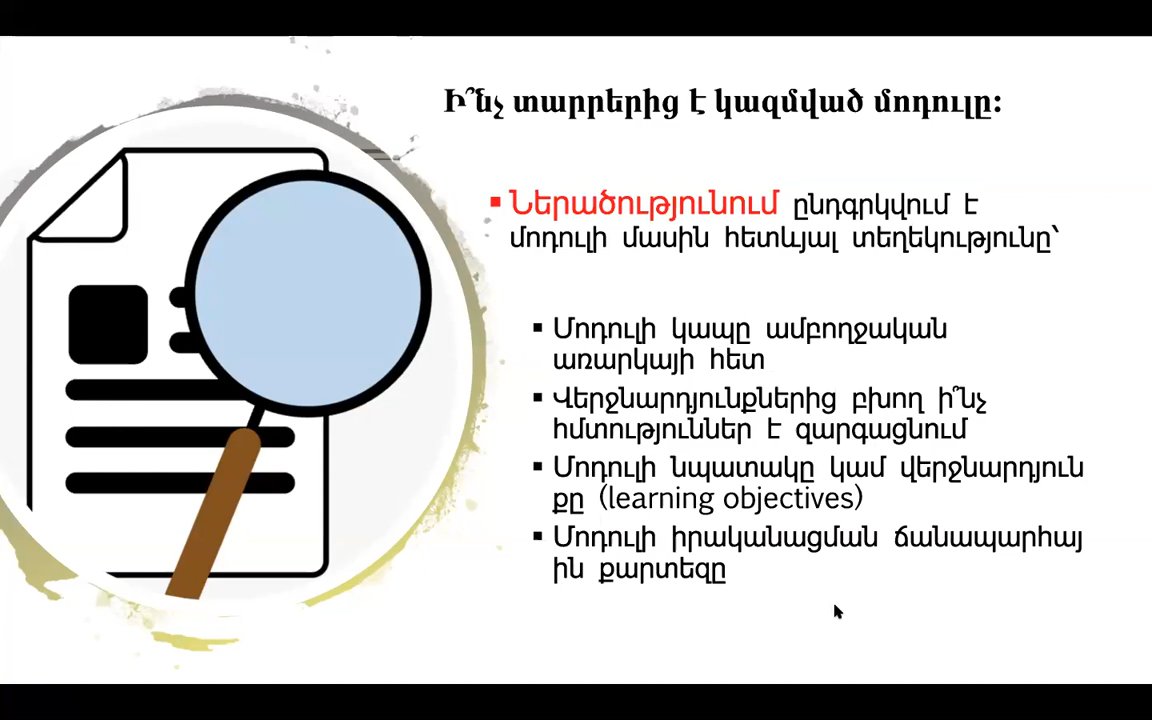 Ի՞նչ տարրերից է կազմված մոդուլը:
▪ Ներածությունում ընդգրկվում է
մոդուլի մասին հետևյալ տեղեկությունը՝
▪ Մոդուլի կապը ամբողջական
առարկայի հետ
▪ Վերջնարդյունքներից բխող ի՞նչ
հմտություններ է զարգացնում
▪ Մոդուլի նպատակը կամ վերջնարդյուն
քը (learning objectives)
▪ Մոդուլի իրականացման ճանապարհայ
ին քարտեզը